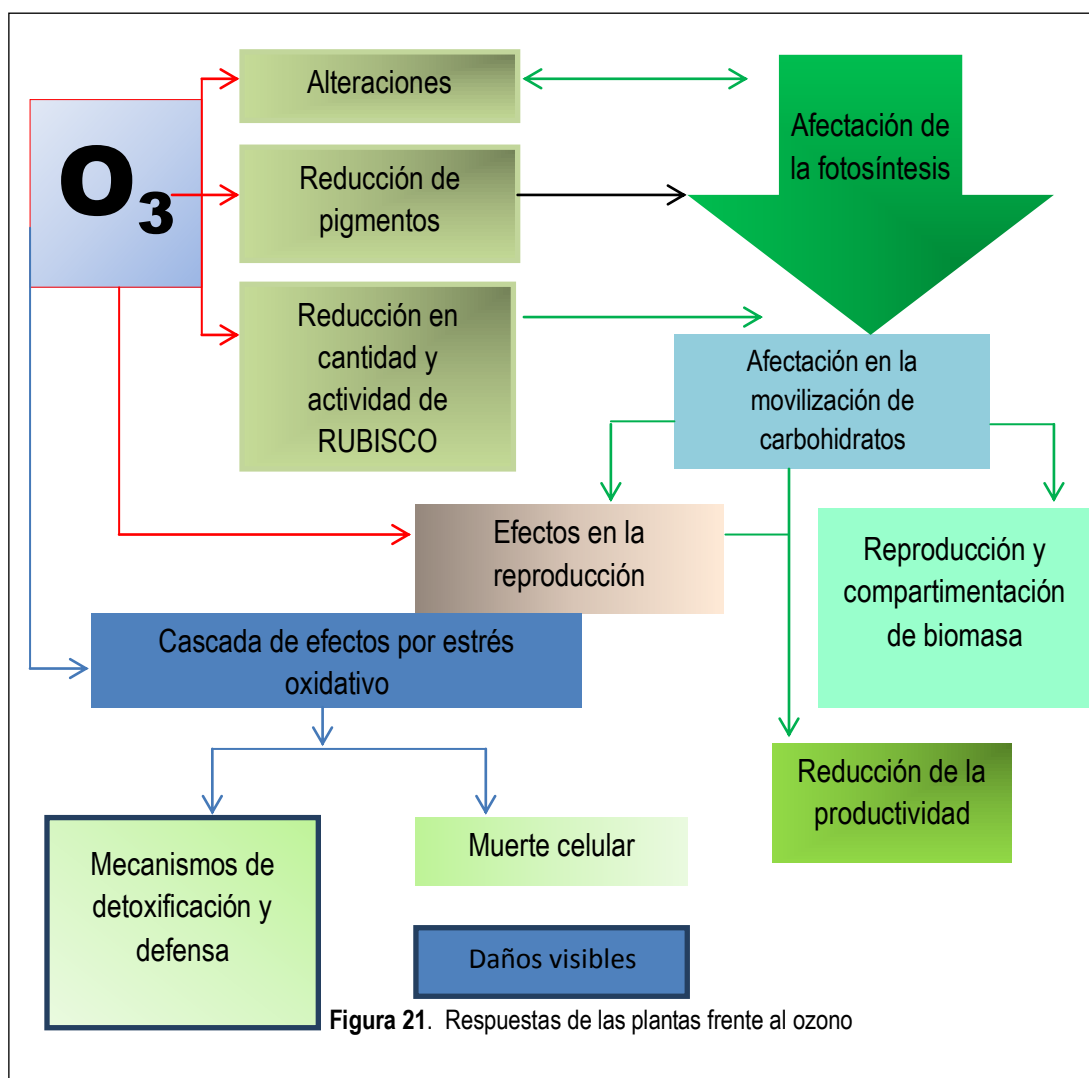 Alteraciones
O₃
Afectación de
la fotosíntesis
Reducción de
pigmentos
Reducción en
cantidad y
actividad de
RUBISCO
Afectación en la
movilización de
carbohidratos
Efectos en la
reproducción
Reproducción y
compartimentación
de biomasa
Cascada de efectos por estrés
oxidativo
Reducción de la
productividad
Mecanismos de
detoxificación y
defensa
Muerte celular
Daños visibles
Figura 21. Respuestas de las plantas frente al ozono